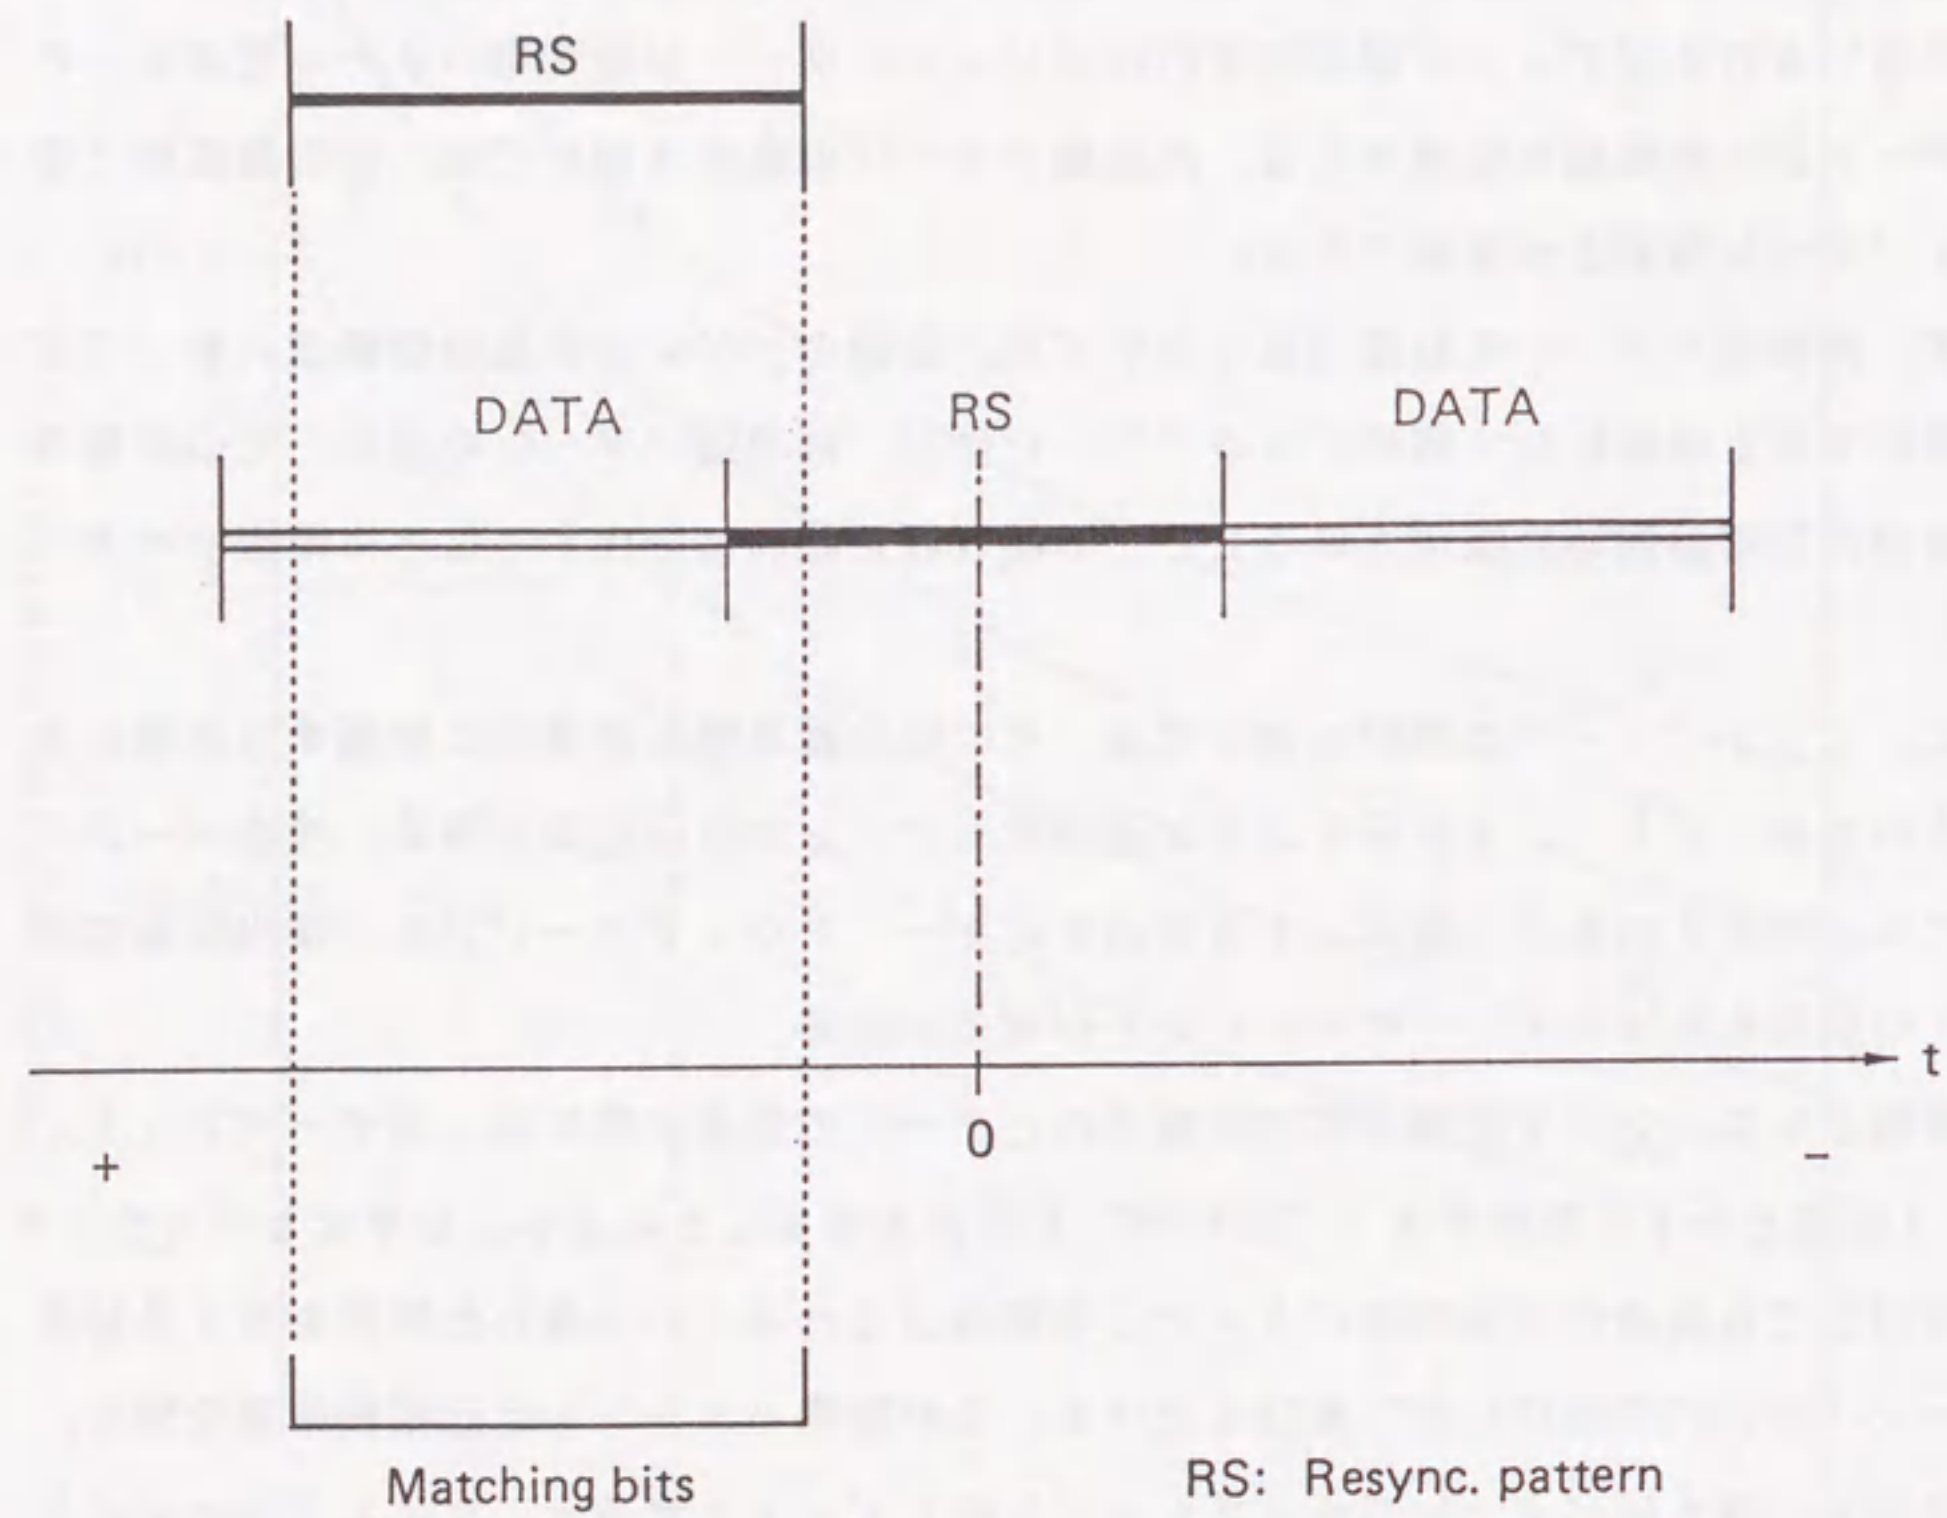 RS
DATA RS DATA
t
0
+ −
Matching bits
RS: Resync. pattern